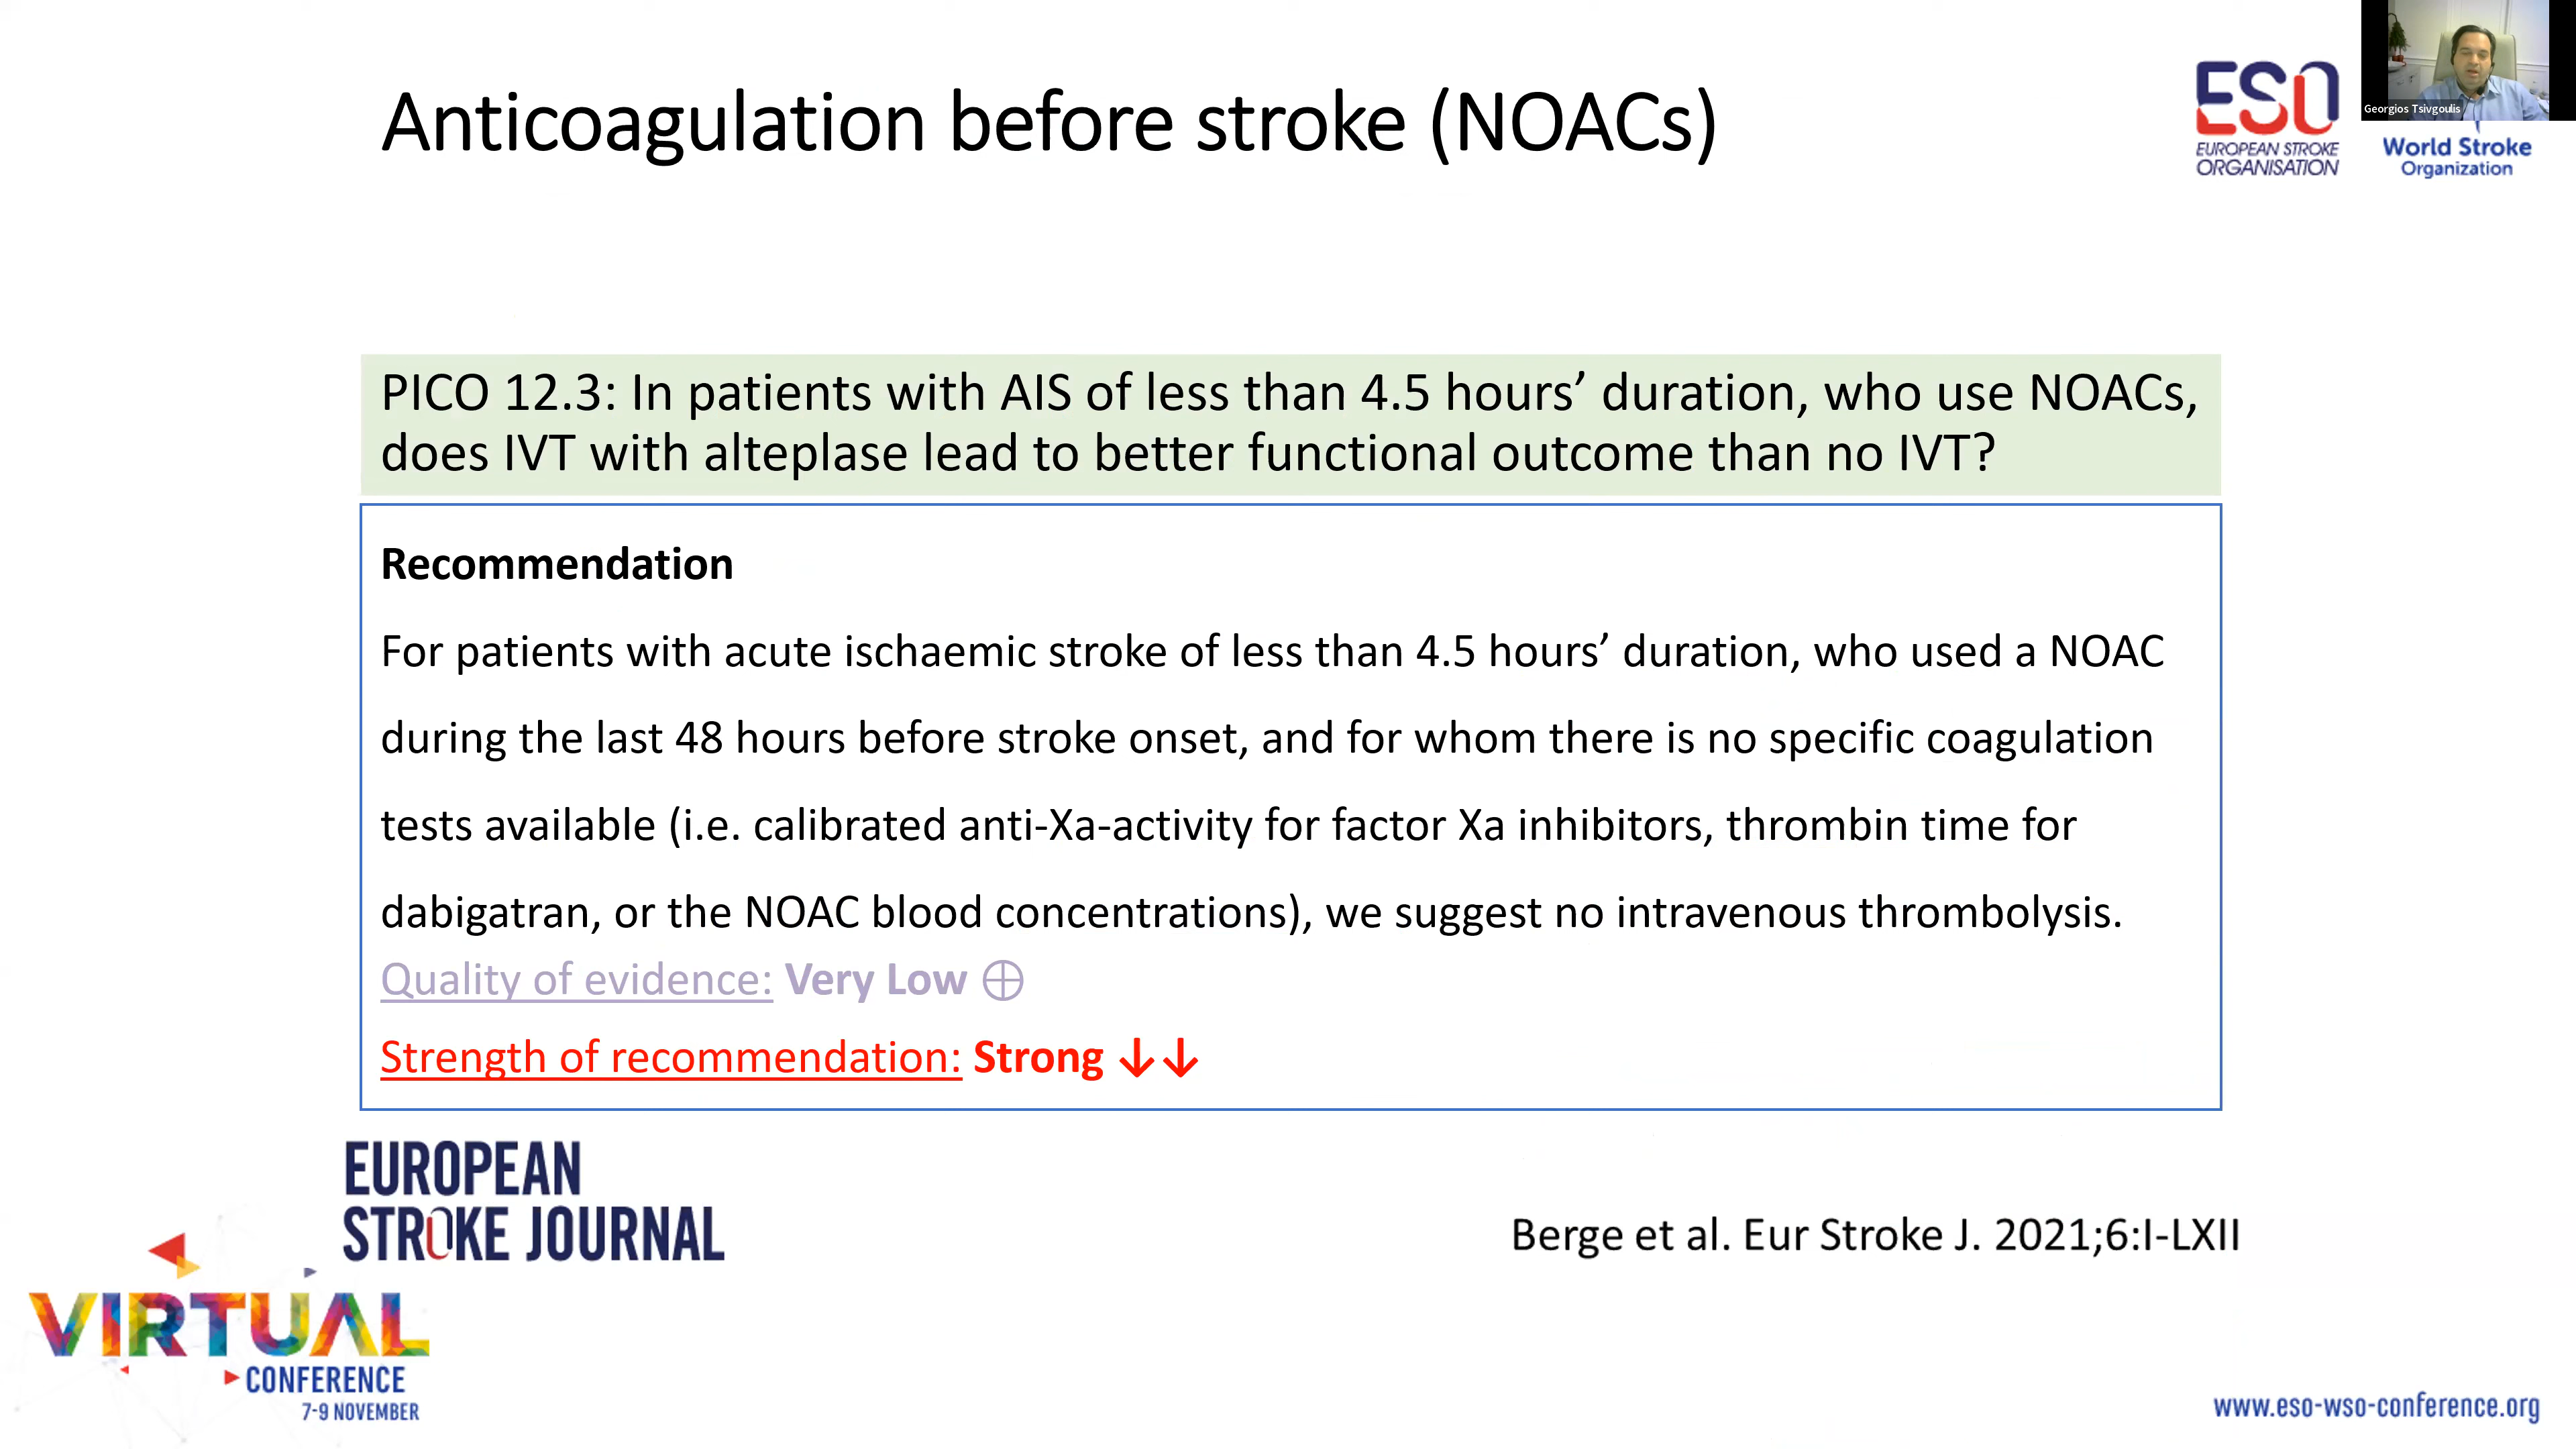 Anticoagulation before stroke (NOACs)
ESO
EUROPEAN STROKE
ORGANISATION
Georgios Tsivgoulis
World Stroke
Organization
PICO 12.3: In patients with AIS of less than 4.5 hours’ duration, who use NOACs,
does IVT with alteplase lead to better functional outcome than no IVT?
Recommendation
For patients with acute ischaemic stroke of less than 4.5 hours’ duration, who used a NOAC
during the last 48 hours before stroke onset, and for whom there is no specific coagulation
tests available (i.e. calibrated anti-Xa-activity for factor Xa inhibitors, thrombin time for
dabigatran, or the NOAC blood concentrations), we suggest no intravenous thrombolysis.
Quality of evidence: Very Low ⊕
Strength of recommendation: Strong ↓↓
EUROPEAN
STROKE JOURNAL
Berge et al. Eur Stroke J. 2021;6:I-LXII
VIRTUAL
CONFERENCE
7-9 NOVEMBER
www.eso-wso-conference.org